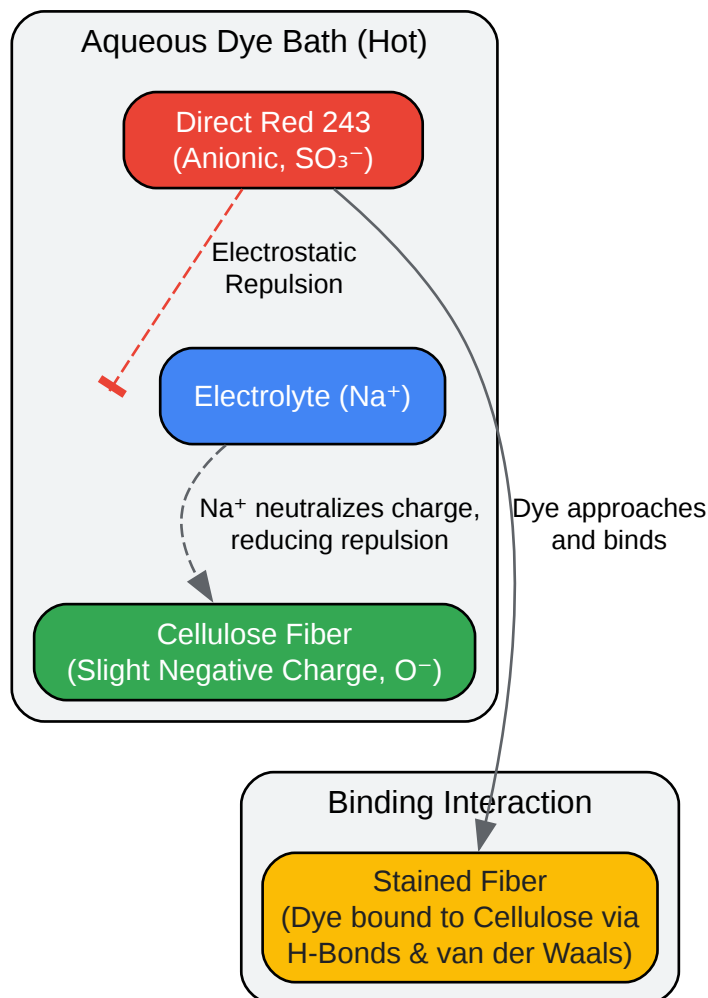 Aqueous Dye Bath (Hot)
Direct Red 243
(Anionic, SO₃⁻)
Electrostatic
Repulsion
Electrolyte (Na⁺)
Na⁺ neutralizes charge,
reducing repulsion
Dye approaches
and binds
Cellulose Fiber
(Slight Negative Charge, O⁻)
Binding Interaction
Stained Fiber
(Dye bound to Cellulose via
H-Bonds & van der Waals)